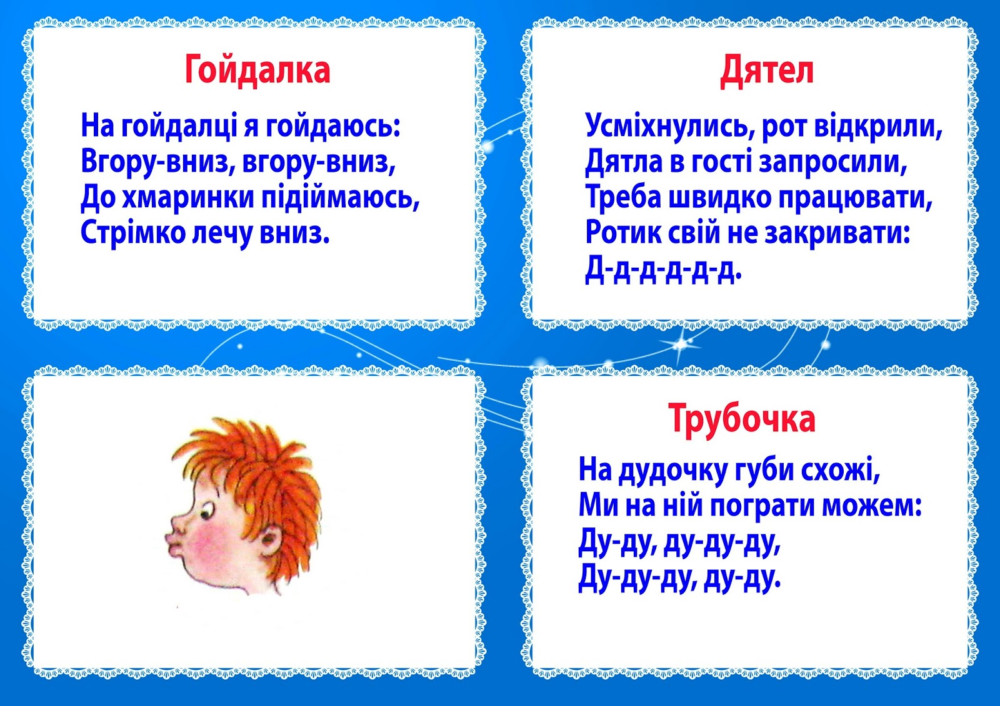 Гойдалка
На гойдалці я гойдаюсь:
Вгору-вниз, вгору-вниз,
До хмаринки підіймаюсь,
Стрімко лечу вниз.
Дятел
Усміхнулись, рот відкрили,
Дятла в гості запросили,
Треба швидко працювати,
Ротик свій не закривати:
Д-д-д-д-д-д.
Трубочка
На дудочку губи схожі,
Ми на ній пограти можем:
Ду-ду, ду-ду-ду,
Ду-ду-ду, ду-ду.